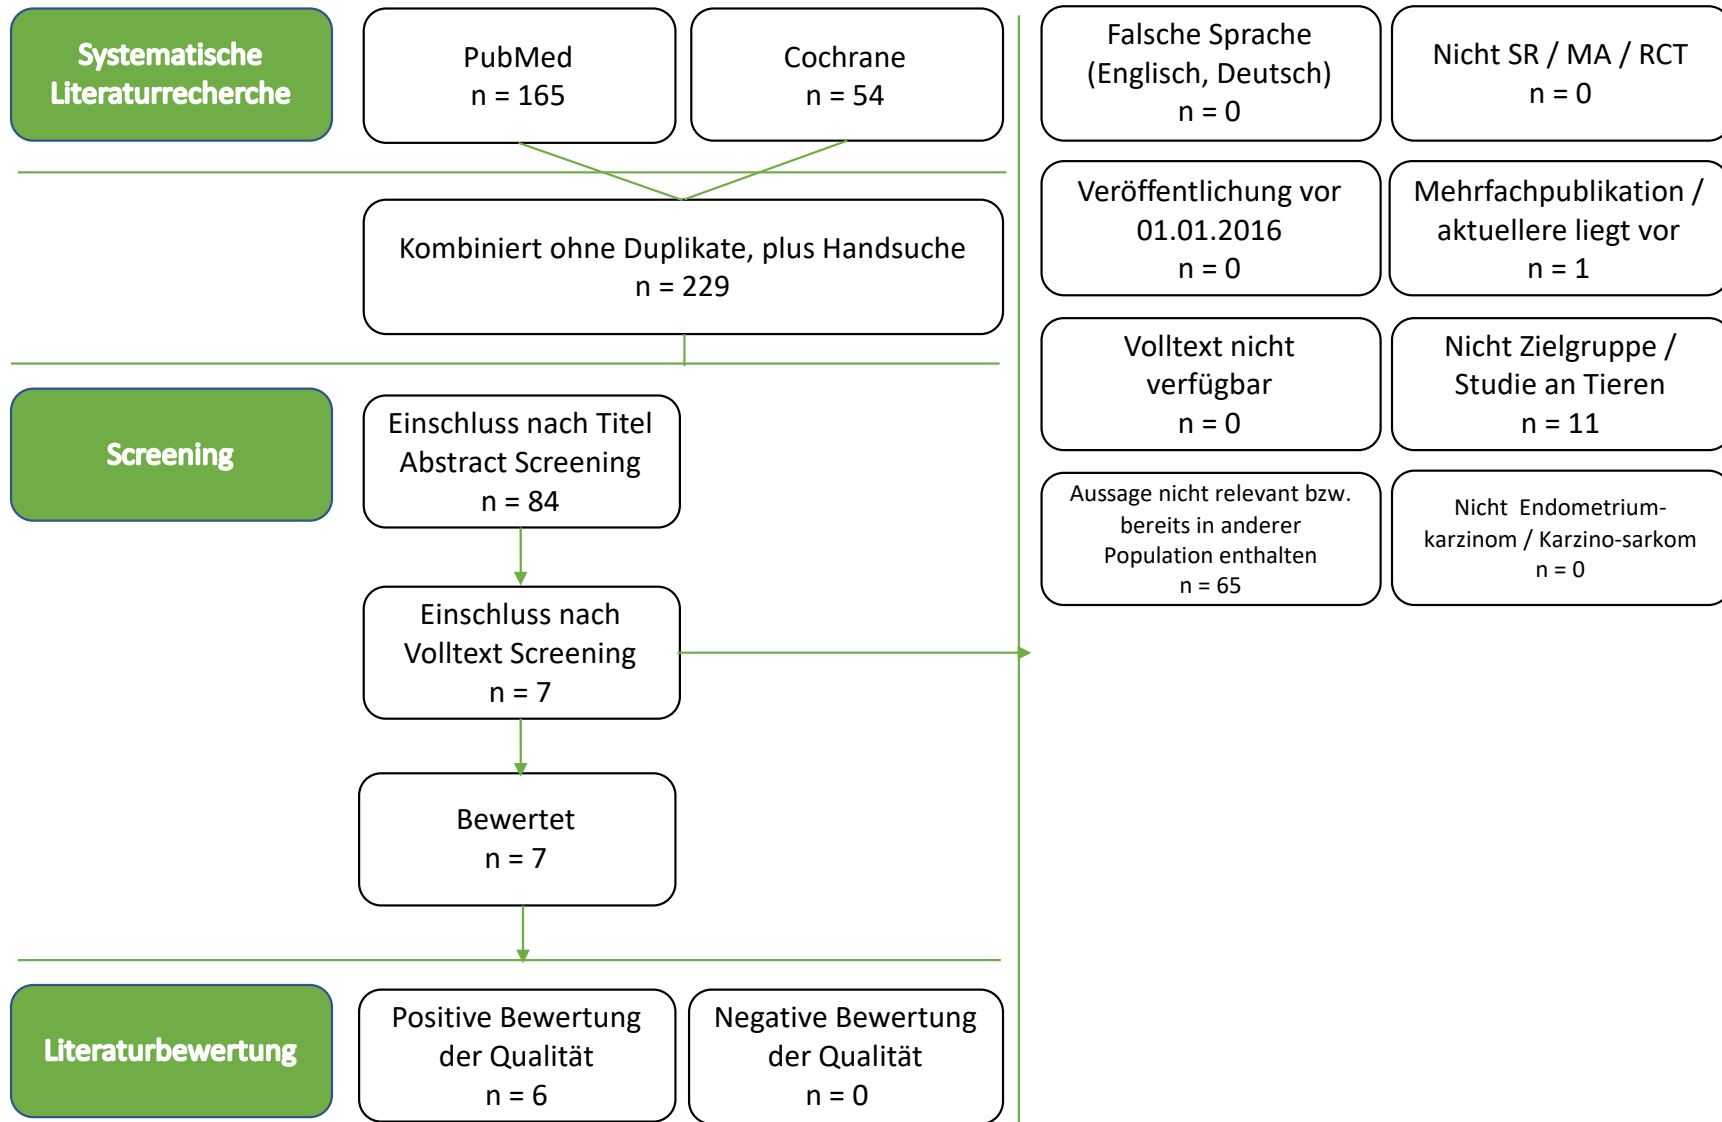 Systematische
Literaturrecherche
PubMed
n = 165
Cochrane
n = 54
Kombiniert ohne Duplikate, plus Handsuche
n = 229
Screening
Einschluss nach Titel
Abstract Screening
n = 84
Einschluss nach
Volltext Screening
n = 7
Bewertet
n = 7
Literaturbewertung
Positive Bewertung
der Qualität
n = 6
Negative Bewertung
der Qualität
n = 0
Falsche Sprache
(Englisch, Deutsch)
n = 0
Nicht SR / MA / RCT
n = 0
Veröffentlichung vor
01.01.2016
n = 0
Mehrfachpublikation /
aktuellere liegt vor
n = 1
Volltext nicht
verfügbar
n = 0
Nicht Zielgruppe /
Studie an Tieren
n = 11
Aussage nicht relevant bzw.
bereits in anderer
Population enthalten
n = 65
Nicht Endometrium-
karzinom / Karzino-sarkom
n = 0